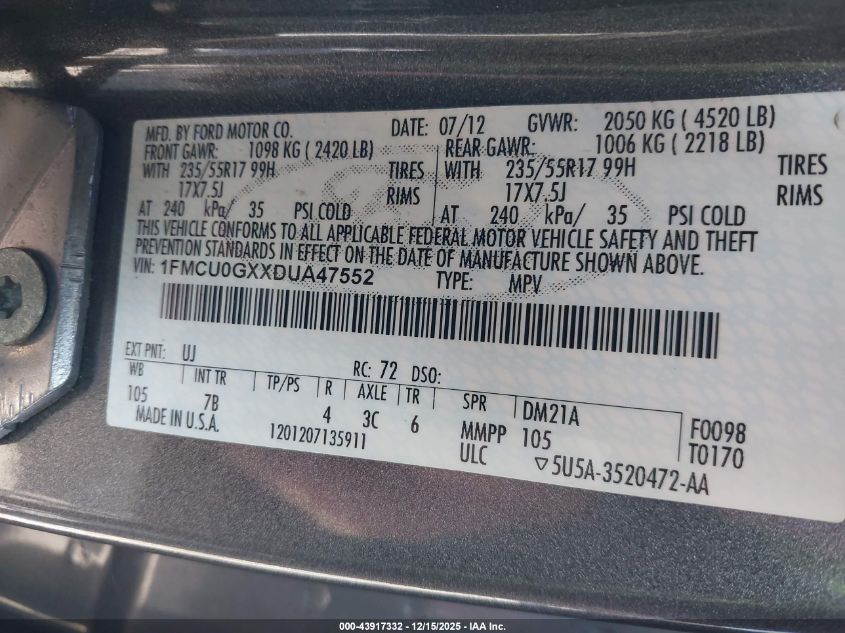 MFD. BY FORD MOTOR CO. DATE: 07/12 GVWR: 2050 KG ( 4520 LB)
FRONT GAWR: 1098 KG ( 2420 LB) REAR GAWR: 1006 KG ( 2218 LB)
WITH 235/55R17 99H TIRES WITH 235/55R17 99H TIRES
17X7.5J RIMS 17X7.5J RIMS
AT 240 kPa/ 35 PSI COLD AT 240 kPa/ 35 PSI COLD
THIS VEHICLE CONFORMS TO ALL APPLICABLE FEDERAL MOTOR VEHICLE SAFETY AND THEFT
PREVENTION STANDARDS IN EFFECT ON THE DATE OF MANUFACTURE SHOWN ABOVE.
VIN: 1FMCU0GXXDUA47552 TYPE: MPV
EXT PNT: UJ RC: 72 DSO:
WB INT TR TP/PS R AXLE TR SPR DM21A F0098
105 7B 4 3C 6 MMPP 105 T0170
MADE IN U.S.A. 1201207135911 ULC ▽5U5A-3520472-AA
000-43917332 - 12/15/2025 - IAA Inc.